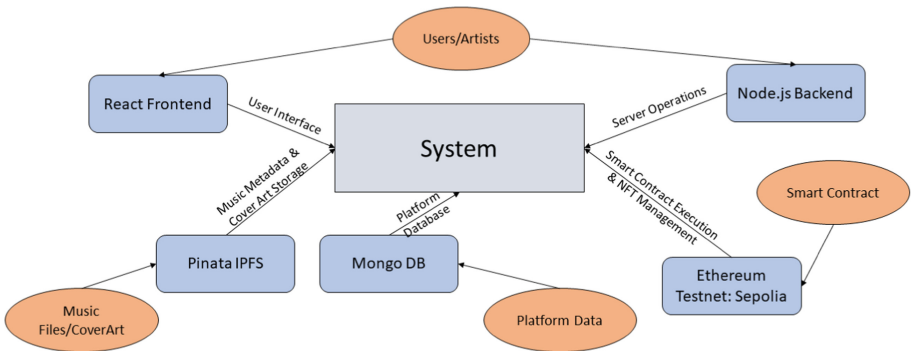 Users/Artists
React Frontend
Node.js Backend
User Interface
Server Operations
System
Music Metadata &
Cover Art Storage
Platform
Database
Smart Contract Execution
& NFT Management
Smart Contract
Pinata IPFS
Mongo DB
Ethereum
Testnet: Sepolia
Music
Files/CoverArt
Platform Data